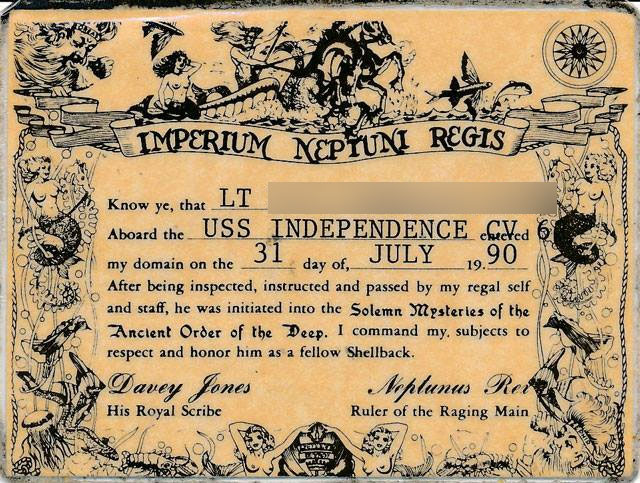 IMPERIUM NEPTUNI REGIS
Know ye, that LT
Aboard the USS INDEPENDENCE CV 6 entered
my domain on the 31 day of, JULY 19.90
After being inspected, instructed and passed by my regal self
and staff, he was initiated into the Solemn Mysteries of the
Ancient Order of the Deep. I command my subjects to
respect and honor him as a fellow Shellback.
Davey Jones
His Royal Scribe
Neptunus Rex
Ruler of the Raging Main